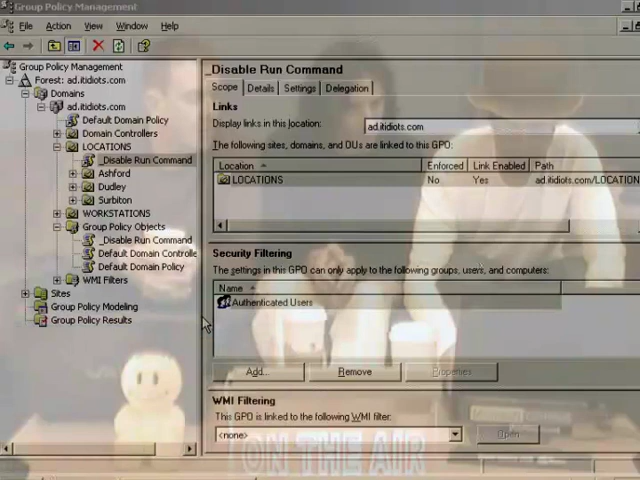 Group Policy Management
File Action View Window Help
Group Policy Management
Forest: ad.itidiots.com
Domains
ad.itidiots.com
Default Domain Policy
Domain Controllers
LOCATIONS
_Disable Run Command
Ashford
Dudley
Surbiton
WORKSTATIONS
Group Policy Objects
_Disable Run Command
Default Domain Controlle
Default Domain Policy
WMI Filters
Sites
Group Policy Modeling
Group Policy Results
_Disable Run Command
Scope Details Settings Delegation
Links
Display links in this location: ad.itidiots.com
The following sites, domains, and OUs are linked to this GPO:
Location Enforced Link Enabled Path
LOCATIONS No Yes ad.itidiots.com/LOCATION
Security Filtering
The settings in this GPO can only apply to the following groups, users, and computers:
Name
Authenticated Users
Add... Remove Properties
WMI Filtering
This GPO is linked to the following WMI filter:
<none> Open
ON THE AIR